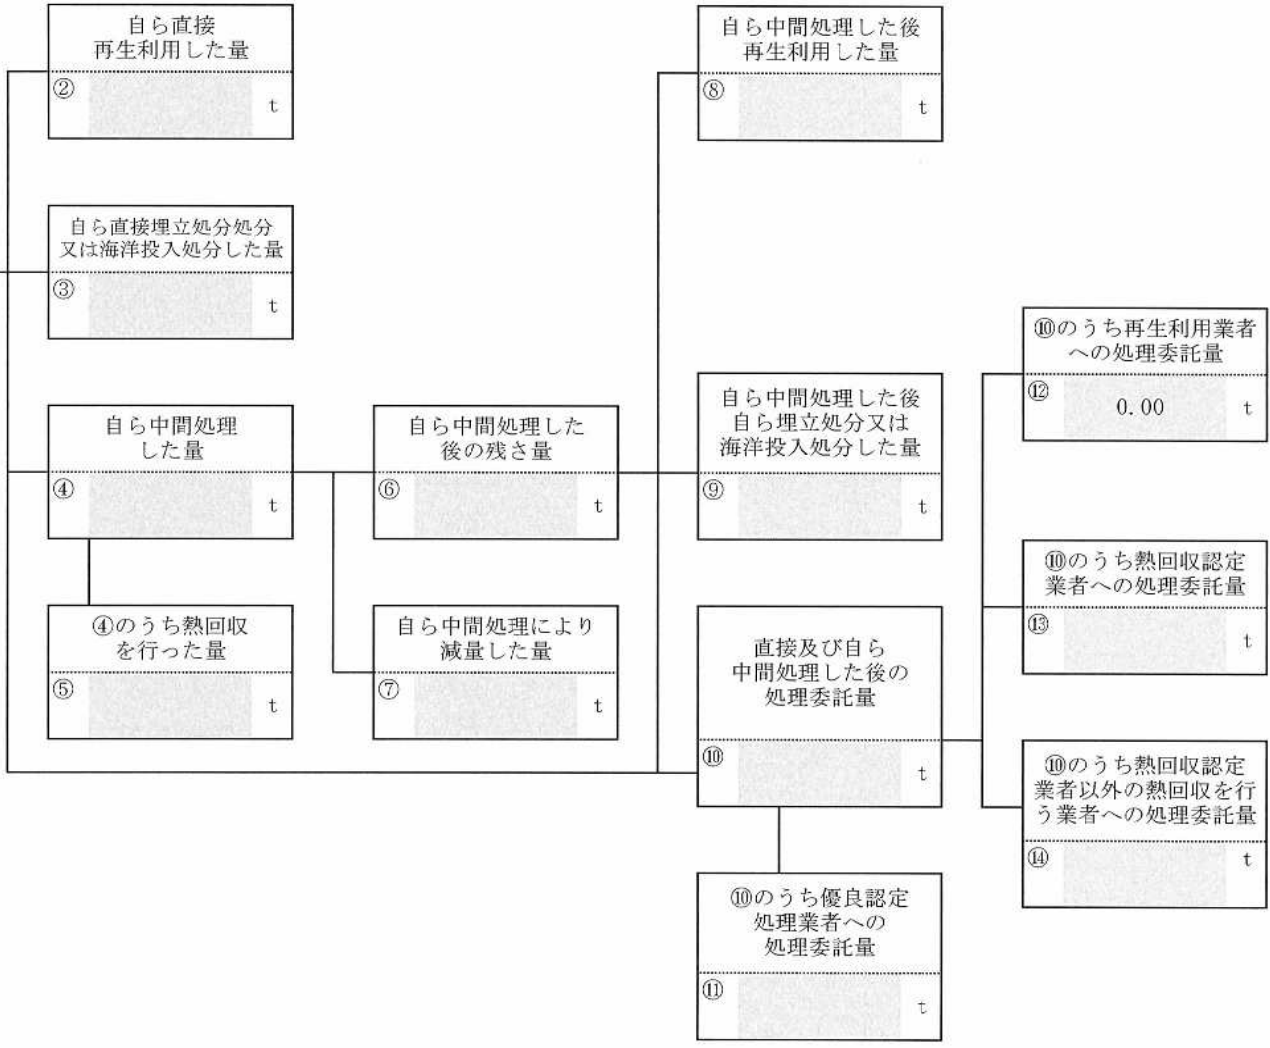 自ら直接
再生利用した量
② t
自ら直接埋立処分処分
又は海洋投入処分した量
③ t
自ら中間処理
した量
④ t
④のうち熱回収
を行った量
⑤ t
自ら中間処理した
後の残さ量
⑥ t
自ら中間処理により
減量した量
⑦ t
自ら中間処理した後
再生利用した量
⑧ t
自ら中間処理した後
自ら埋立処分又は
海洋投入処分した量
⑨ t
直接及び自ら
中間処理した後の
処理委託量
⑩ t
⑩のうち優良認定
処理業者への
処理委託量
⑪ t
⑩のうち再生利用業者
への処理委託量
⑫ 0.00 t
⑩のうち熱回収認定
業者への処理委託量
⑬ t
⑩のうち熱回収認定
業者以外の熱回収を行
う業者への処理委託量
⑭ t